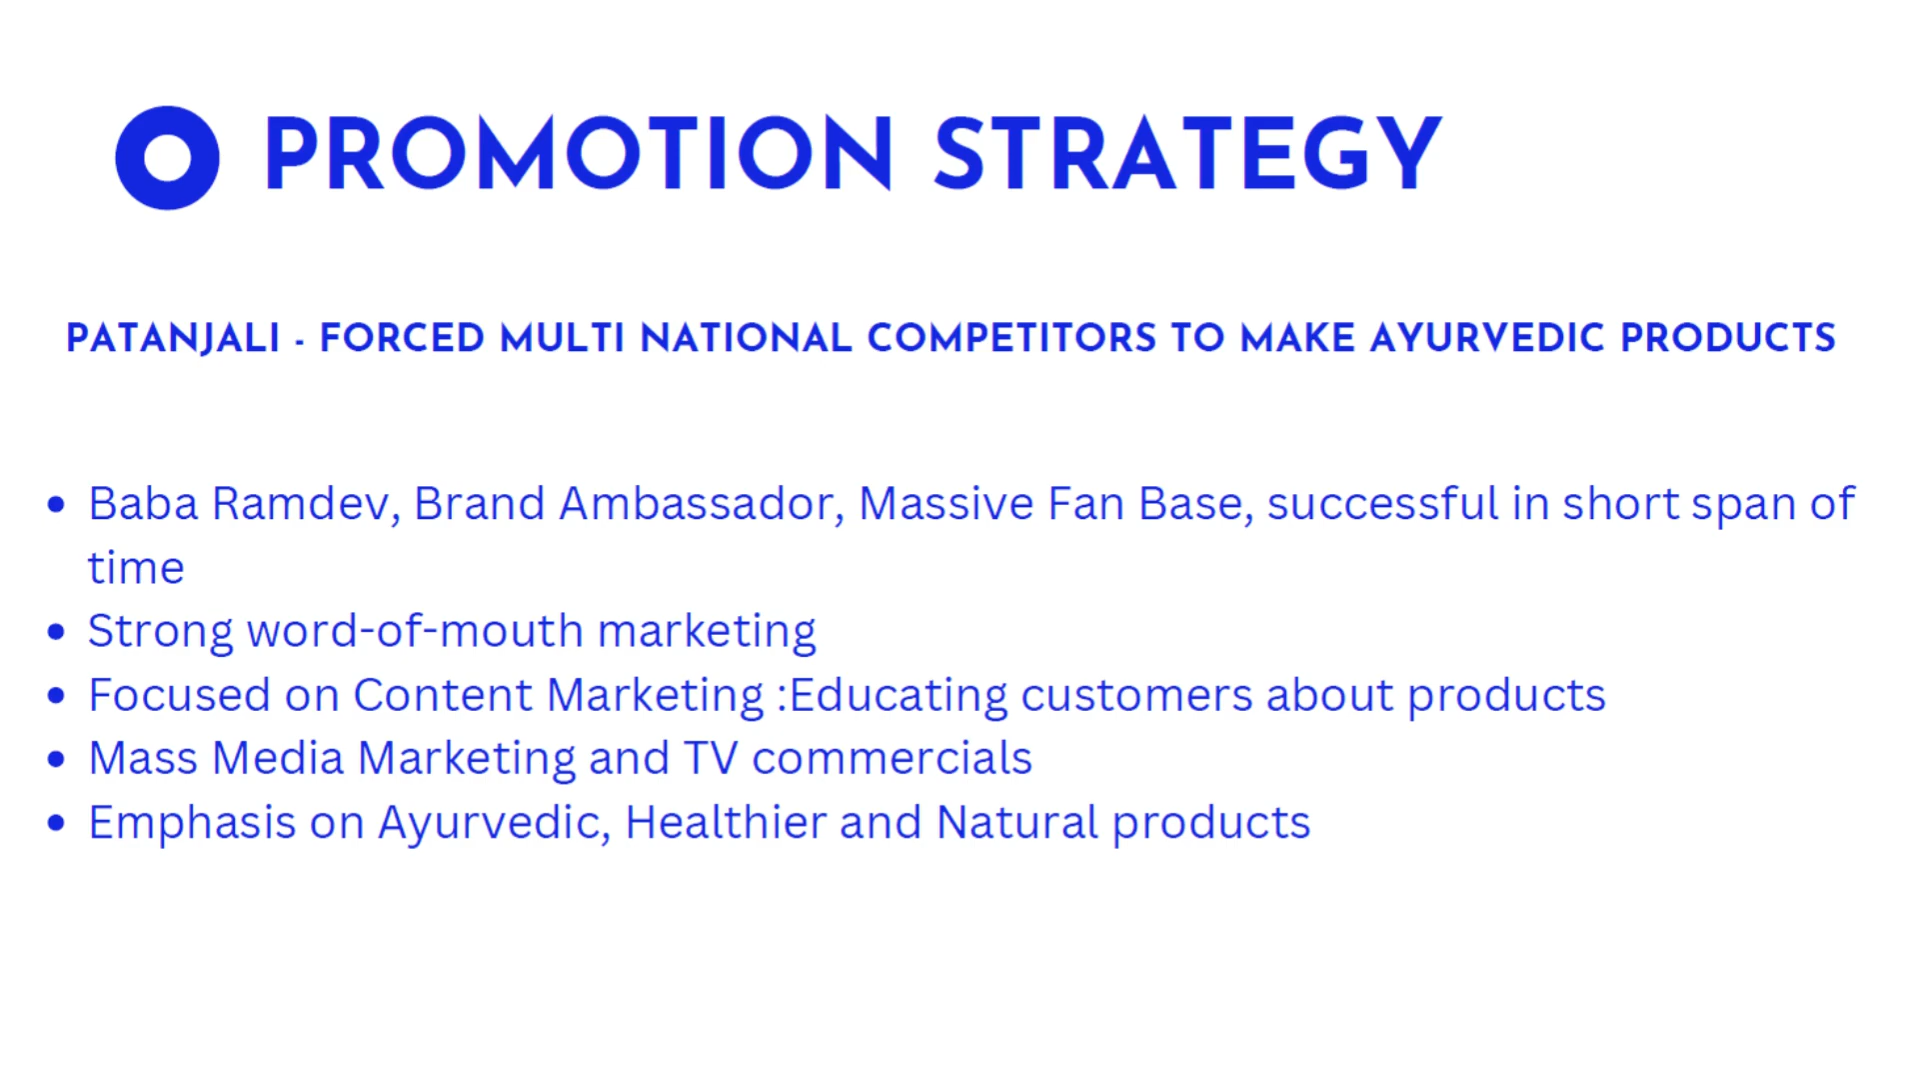 PROMOTION STRATEGY
PATANJALI - FORCED MULTI NATIONAL COMPETITORS TO MAKE AYURVEDIC PRODUCTS
• Baba Ramdev, Brand Ambassador, Massive Fan Base, successful in short span of
time
• Strong word-of-mouth marketing
• Focused on Content Marketing :Educating customers about products
• Mass Media Marketing and TV commercials
• Emphasis on Ayurvedic, Healthier and Natural products